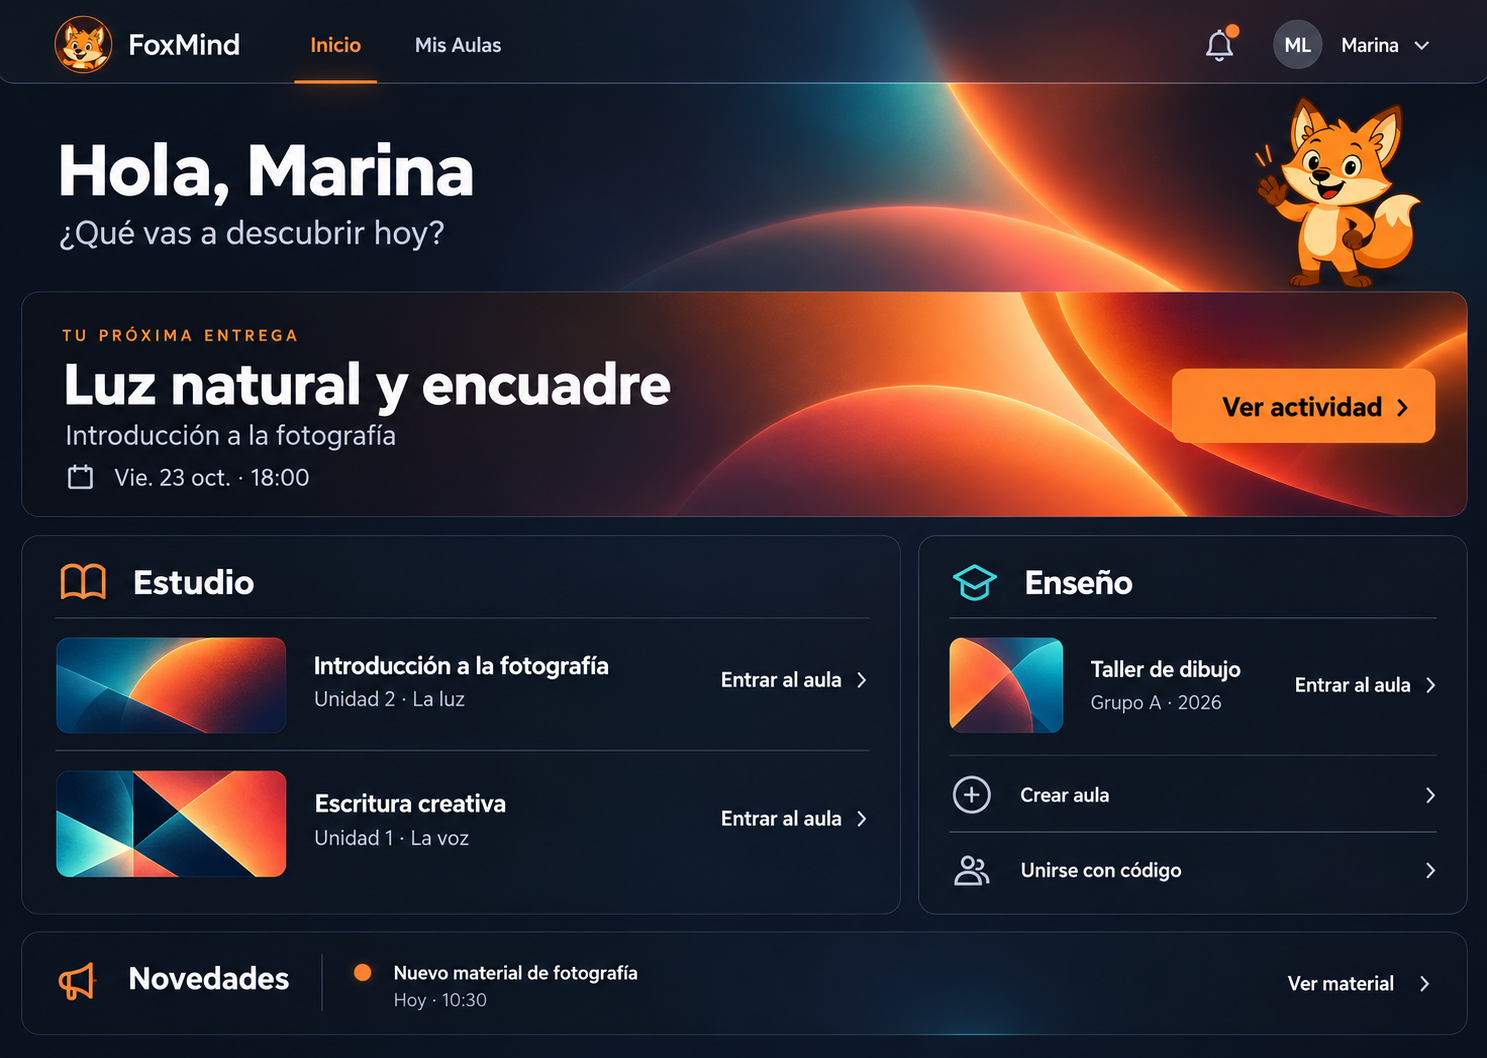 FoxMind
Inicio
Mis Aulas
ML
Marina
Hola, Marina
¿Qué vas a descubrir hoy?
TU PRÓXIMA ENTREGA
Luz natural y encuadre
Introducción a la fotografía
Vie. 23 oct. · 18:00
Ver actividad
Estudio
Introducción a la fotografía
Unidad 2 · La luz
Entrar al aula
Escritura creativa
Unidad 1 · La voz
Entrar al aula
Enseño
Taller de dibujo
Grupo A · 2026
Entrar al aula
Crear aula
Unirse con código
Novedades
Nuevo material de fotografía
Hoy · 10:30
Ver material